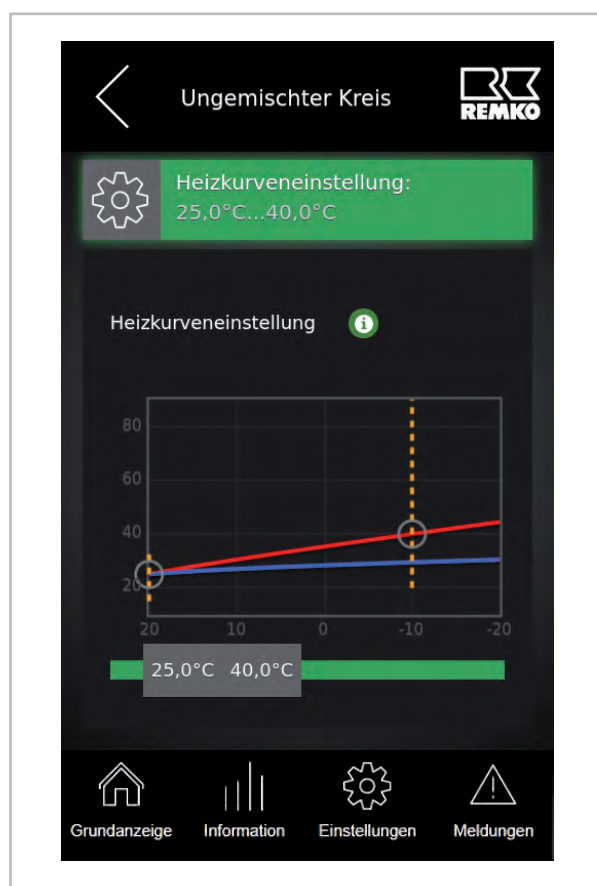 Ungemischter Kreis
REMKO
Heizkurveneinstellung:
25,0°C...40,0°C
Heizkurveneinstellung
i
80
60
40
20
20 10 0 -10 -20
25,0°C 40,0°C
Grundanzeige Information Einstellungen Meldungen